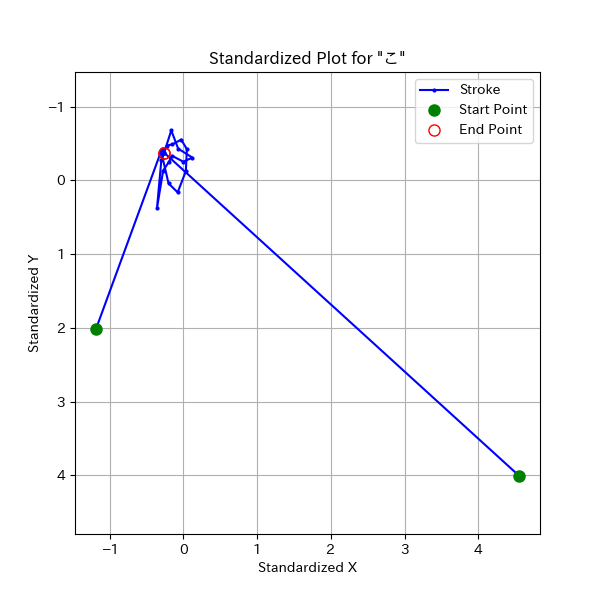 Standardized Plot for "こ"
Stroke
Start Point
End Point
−1
0
1
2
3
4
Standardized Y
−1 0 1 2 3 4
Standardized X